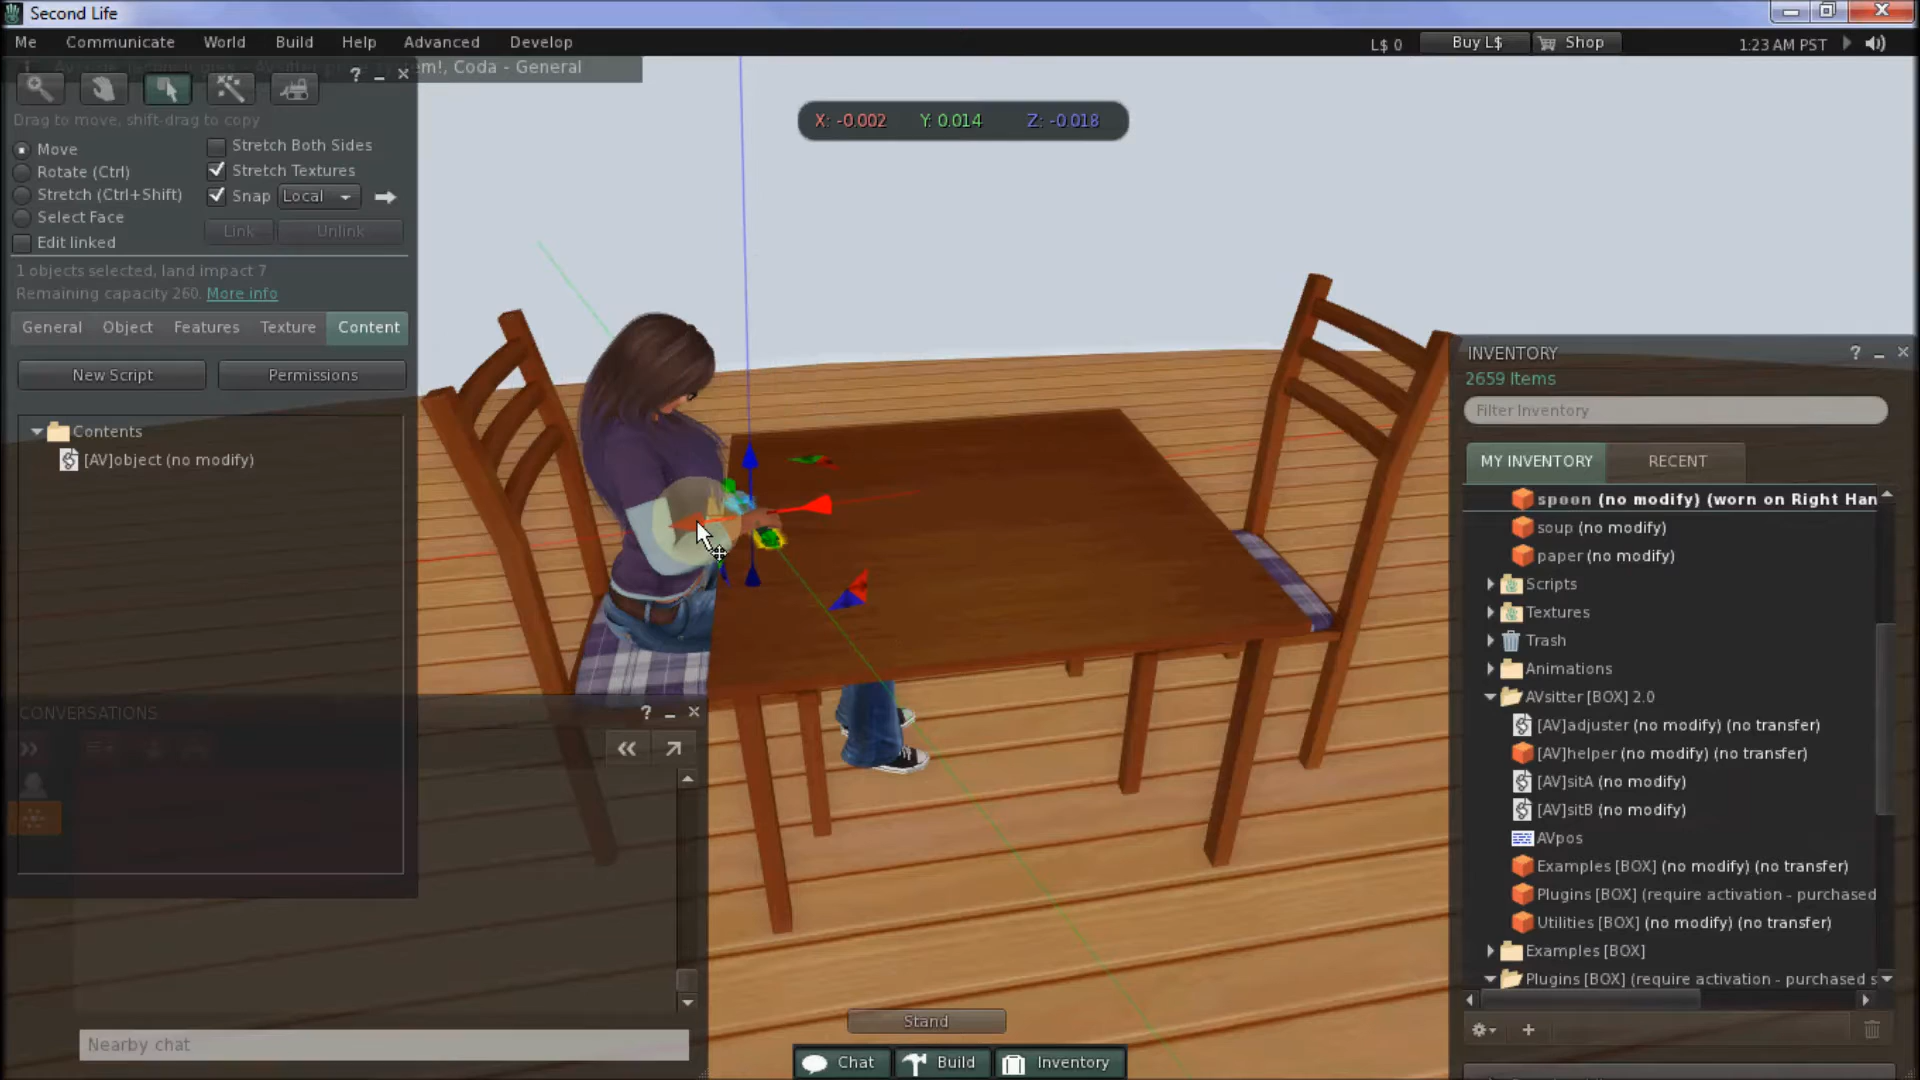 Second Life
Me Communicate World Build Help Advanced Develop
L$ 0 Buy L$ Shop 1:23 AM PST
!, Coda - General
? _ ×
Drag to move, shift-drag to copy
Move
Rotate (Ctrl)
Stretch (Ctrl+Shift)
Select Face
Edit linked
Stretch Both Sides
Stretch Textures
Snap Local
Link Unlink
1 objects selected, land impact 7
Remaining capacity 260. More info
General Object Features Texture Content
New Script Permissions
Contents
[AV]object (no modify)
X: -0.002 Y: 0.014 Z: -0.018
CONVERSATIONS
? _ ×
Nearby chat
Stand
Chat Build Inventory
INVENTORY
? _ ×
2659 Items
Filter Inventory
MY INVENTORY RECENT
spoon (no modify) (worn on Right Han
soup (no modify)
paper (no modify)
Scripts
Textures
Trash
Animations
AVsitter [BOX] 2.0
[AV]adjuster (no modify) (no transfer)
[AV]helper (no modify) (no transfer)
[AV]sitA (no modify)
[AV]sitB (no modify)
AVpos
Examples [BOX] (no modify) (no transfer)
Plugins [BOX] (require activation - purchased
Utilities [BOX] (no modify) (no transfer)
Examples [BOX]
Plugins [BOX] (require activation - purchased s